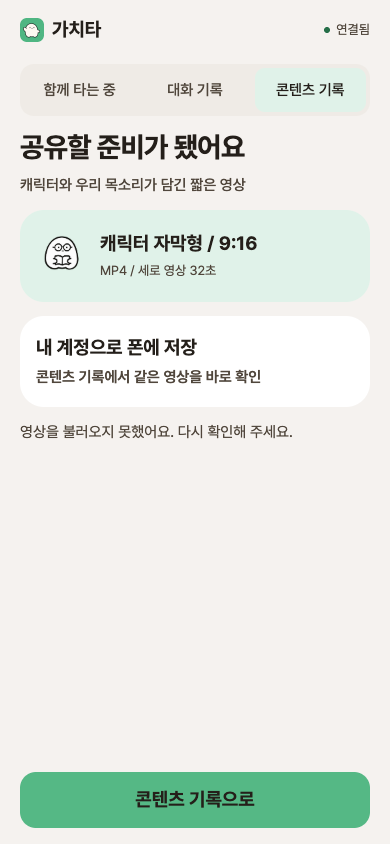 가치타
연결됨
함께 타는 중
대화 기록
콘텐츠 기록
공유할 준비가 됐어요
캐릭터와 우리 목소리가 담긴 짧은 영상
캐릭터 자막형 / 9:16
MP4 / 세로 영상 32초
내 계정으로 폰에 저장
콘텐츠 기록에서 같은 영상을 바로 확인
영상을 불러오지 못했어요. 다시 확인해 주세요.
콘텐츠 기록으로